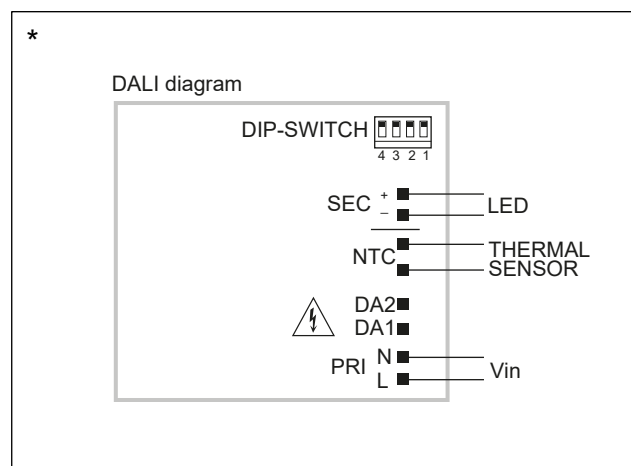 *
DALI diagram
DIP-SWITCH
4 3 2 1
SEC + LED
–
NTC THERMAL
SENSOR
DA2
DA1
PRI N Vin
L